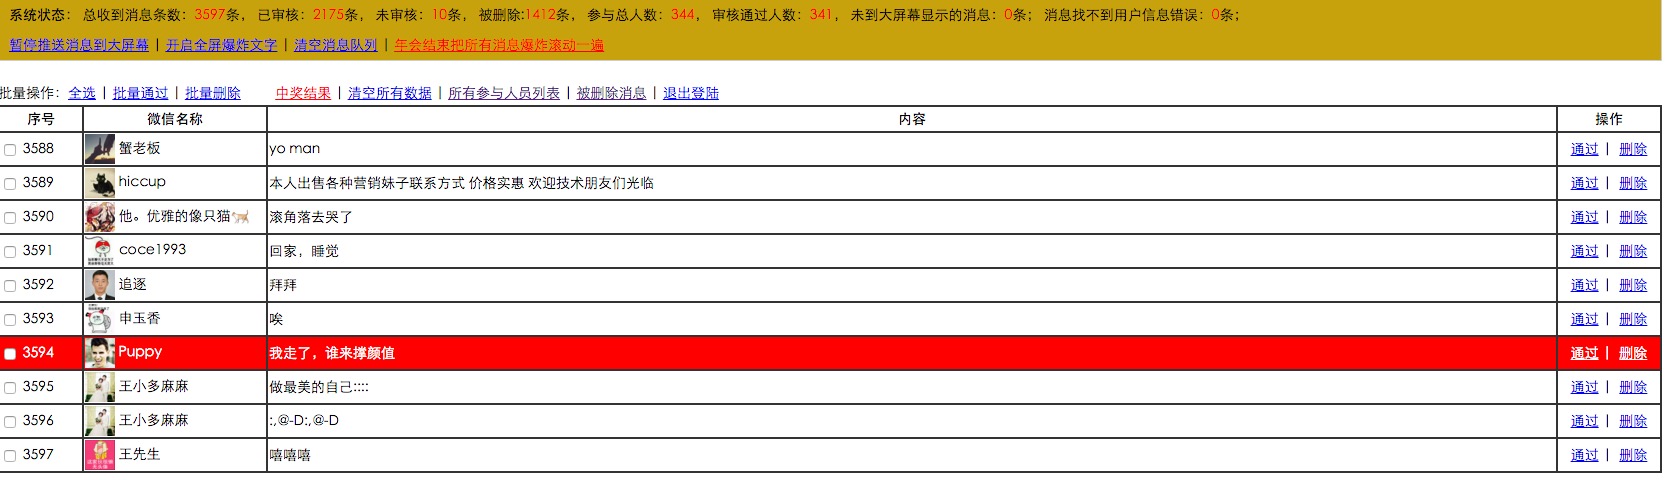 系统状态： 总收到消息条数：3597条， 已审核：2175条， 未审核：10条， 被删除:1412条， 参与总人数：344， 审核通过人数：341， 未到大屏幕显示的消息：0条； 消息找不到用户信息错误：0条；
暂停推送消息到大屏幕 | 开启全屏爆炸文字 | 清空消息队列 | 年会结束把所有消息爆炸滚动一遍
批量操作： 全选 | 批量通过 | 批量删除 中奖结果 | 清空所有数据 | 所有参与人员列表 | 被删除消息 | 退出登陆
序号 微信名称 内容 操作
3588 蟹老板 yo man 通过 | 删除
3589 hiccup 本人出售各种营销妹子联系方式 价格实惠 欢迎技术朋友们光临 通过 | 删除
3590 他。优雅的像只猫🐈 滚角落去哭了 通过 | 删除
3591 coce1993 回家，睡觉 通过 | 删除
3592 追逐 拜拜 通过 | 删除
3593 申玉香 唉 通过 | 删除
3594 Puppy 我走了，谁来撑颜值 通过 | 删除
3595 王小多麻麻 做最美的自己:::: 通过 | 删除
3596 王小多麻麻 :,@-D:,@-D 通过 | 删除
3597 王先生 嘻嘻嘻 通过 | 删除